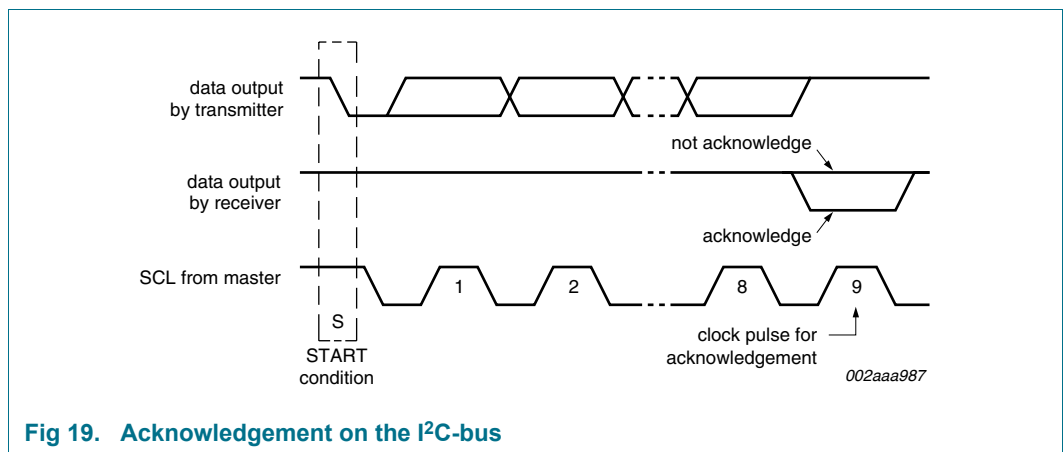 data output
by transmitter
not acknowledge
data output
by receiver
acknowledge
SCL from master
1
2
8
9
S
START
condition
clock pulse for
acknowledgement
002aaa987
Fig 19. Acknowledgement on the I²C-bus